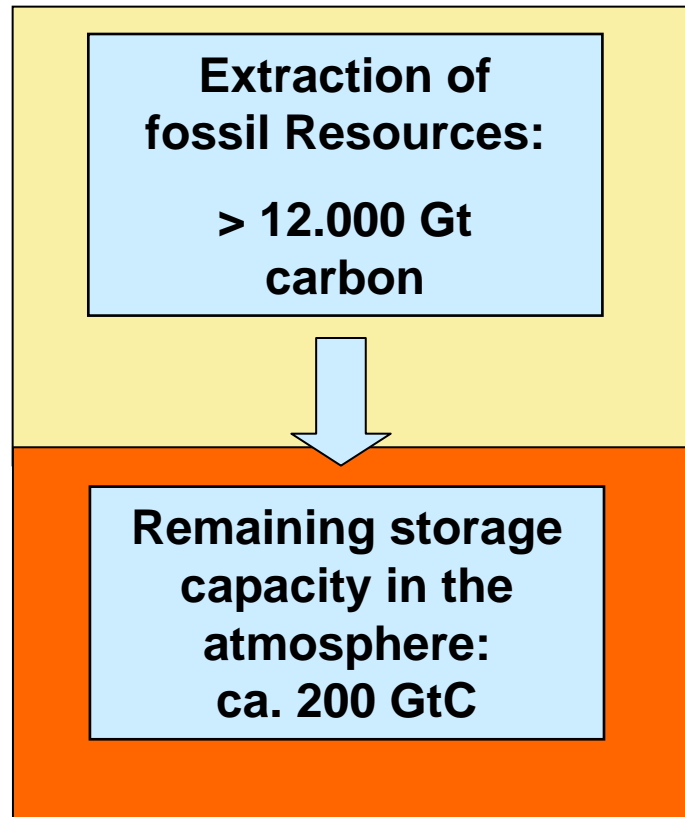 Extraction of
fossil Resources:
> 12.000 Gt
carbon
Remaining storage
capacity in the
atmosphere:
ca. 200 GtC